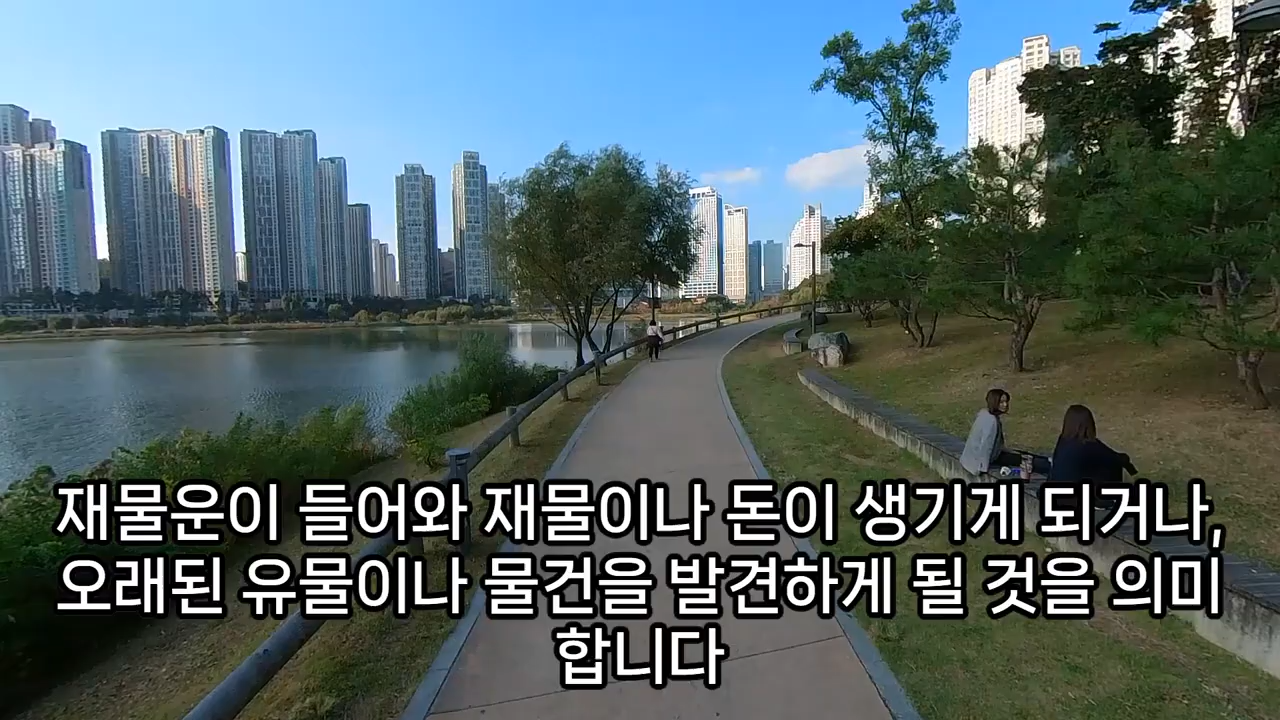 재물운이 들어와 재물이나 돈이 생기게 되거나,
오래된 유물이나 물건을 발견하게 될 것을 의미
합니다